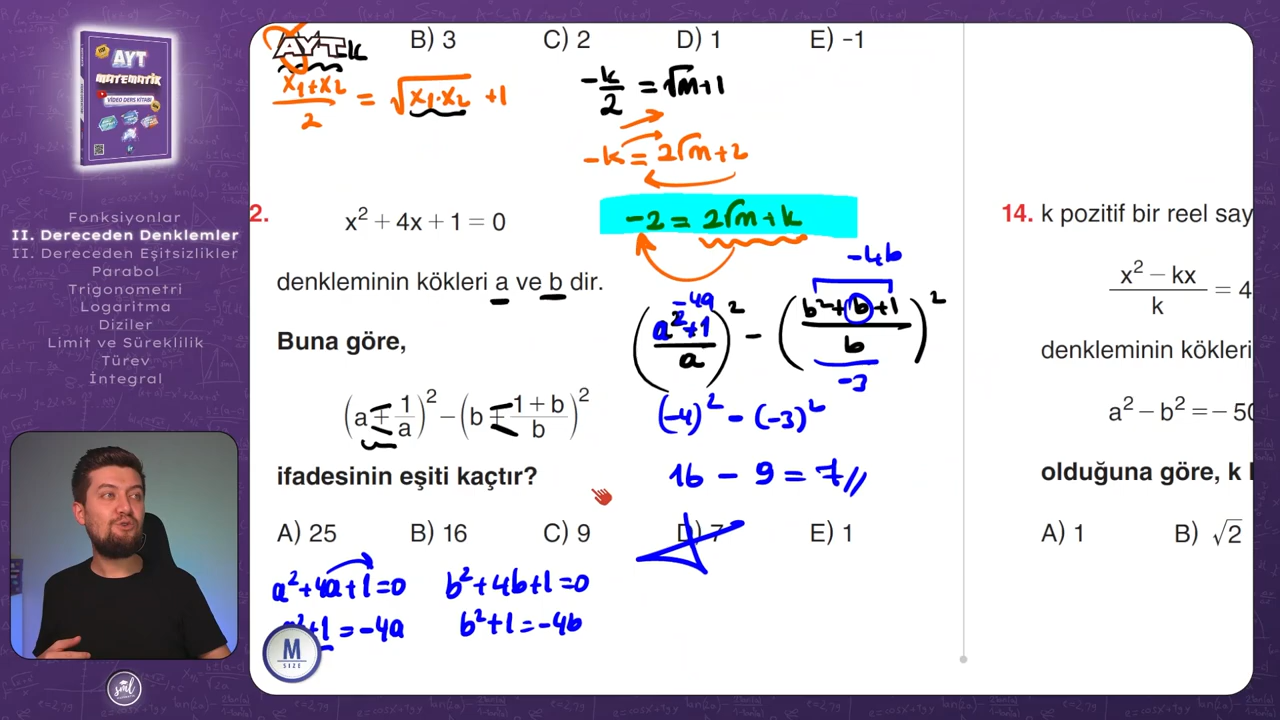 AYT
MATEMATİK
VİDEO DERS KİTABI
Fonksiyonlar
II. Dereceden Denklemler
II. Dereceden Eşitsizlikler
Parabol
Trigonometri
Logaritma
Diziler
Limit ve Süreklilik
Türev
İntegral
sml
AYT k
B) 3 C) 2 D) 1 E) -1
(x₁+x₂)/2 = √(x₁·x₂) +1
-k/2 = √m+1
-k = 2√m+2
-2 = 2√m+k
2.
x² + 4x + 1 = 0
denkleminin kökleri a ve b dir.
Buna göre,
(a + 1/a)² − (b + (1+b)/b)²
ifadesinin eşiti kaçtır?
A) 25 B) 16 C) 9 D) 7 E) 1
a²+4a+1=0
a²+1=-4a
b²+4b+1=0
b²+1=-4b
M
SIZE
-4a
-4b
((a²+1)/a)² − ((b²+b+1)/b)²
-3
(-4)² − (-3)²
16 − 9 = 7//
14. k pozitif bir reel say
(x² − kx)/k = 4
denkleminin kökleri
a² − b² = − 50
olduğuna göre, k
A) 1 B) √2